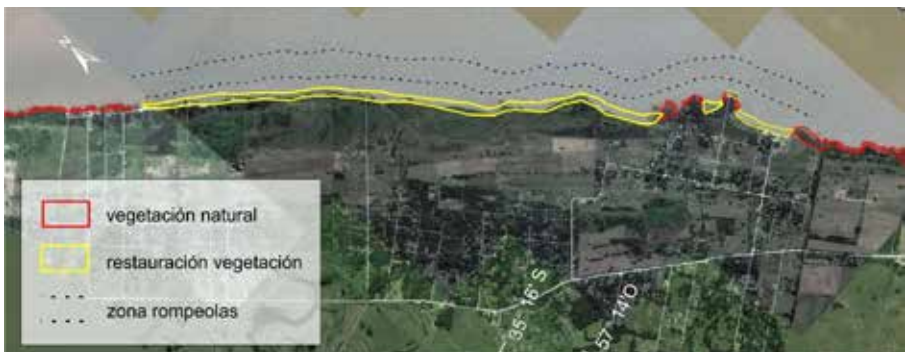 N
vegetación natural
restauración vegetación
zona rompeolas
35° 16' S
57° 14'O